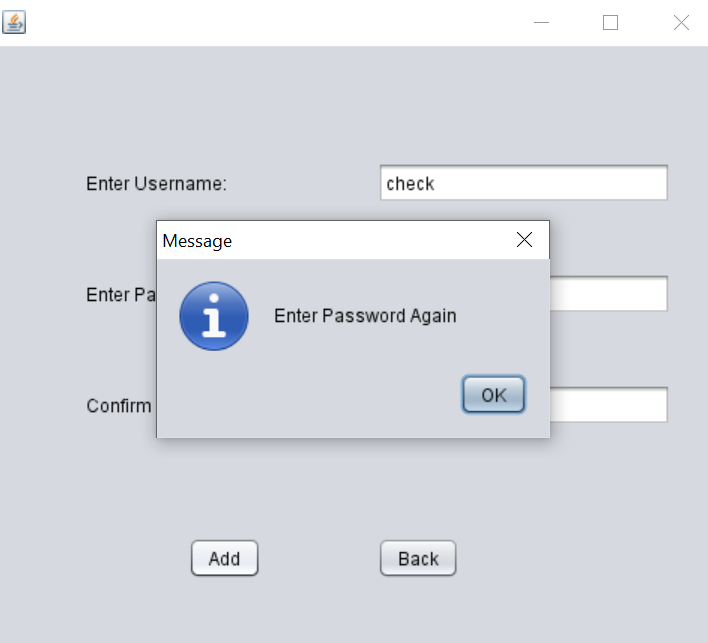 Enter Username:
check
Message
Enter Pa
Enter Password Again
OK
Confirm
Add
Back